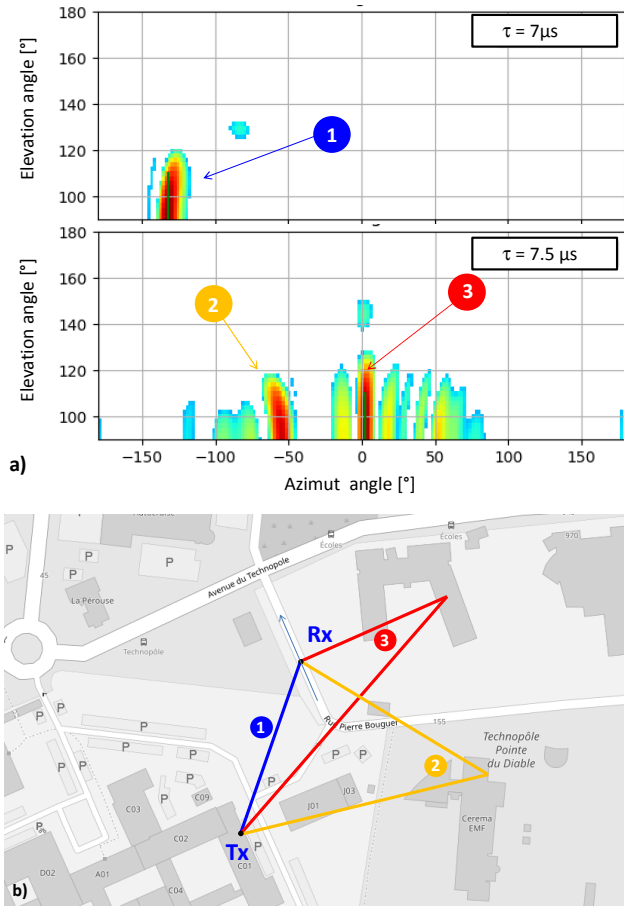 180
160
140
120
100
Elevation angle [°]
τ = 7µs
1
180
160
140
120
100
Elevation angle [°]
τ = 7.5 µs
2
3
−150
−100
−50
0
50
100
150
Azimut angle [°]
a)
P
P
P
Écoles
Écoles
970
45
La Pérouse
P
P
Avenue du Technopole
Technopôle
Rx
3
P
P
P
1
Rue Pierre Bouguer
155
P
P
P
P
P
P
P
Technopôle
Pointe
du Diable
2
C09
C03
J01
J03
P
Cerema
EMF
C02
Tx
P
C01
D02
A01
C04
b)